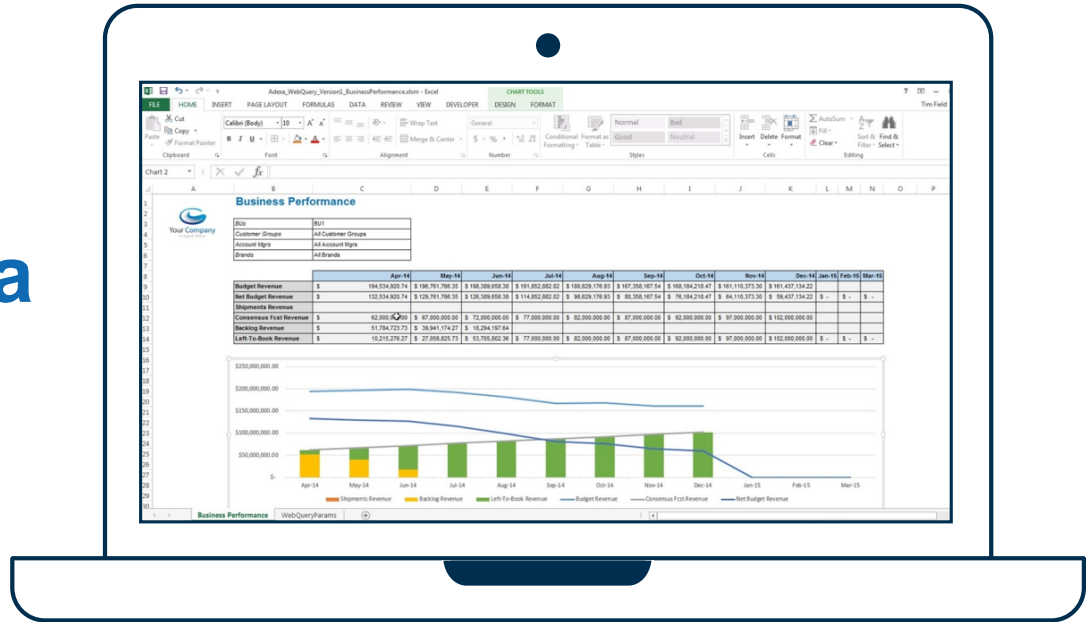 a
Adexa_WebQuery_Version1_BusinessPerformance.xlsm - Excel
CHART TOOLS
FILE HOME INSERT PAGE LAYOUT FORMULAS DATA REVIEW VIEW DEVELOPER DESIGN FORMAT
Tim Field
Cut
Copy
Format Painter
Paste
Clipboard
Calibri (Body) 10
B I U
Font
Wrap Text
Merge & Center
Alignment
General
$ - % ,
Number
Conditional Formatting
Format as Table
Normal Bad
Good Neutral
Styles
Insert Delete Format
Cells
AutoSum
Fill
Clear
Sort & Filter
Find & Select
Editing
Chart 2
fx
A B C D E F G H I J K L M N O P
Business Performance
Your Company
BUs BU1
Customer Groups All Customer Groups
Account Mgrs All Account Mgrs
Brands All Brands
Apr-14 May-14 Jun-14 Jul-14 Aug-14 Sep-14 Oct-14 Nov-14 Dec-14 Jan-15 Feb-15 Mar-15
Budget Revenue $ 194,534,920.74 $ 196,761,766.35 $ 198,389,658.38 $ 191,852,882.02 $ 180,629,176.93 $ 167,358,167.54 $ 168,184,218.47 $ 161,110,373.30 $ 161,437,134.22
Net Budget Revenue $ 132,534,920.74 $ 129,761,766.35 $ 126,389,658.38 $ 114,852,882.02 $ 98,629,176.93 $ 80,358,167.54 $ 76,184,218.47 $ 64,110,373.30 $ 59,437,134.22 $ - $ - $ -
Shipments Revenue
Consensus Fcst Revenue $ $ 67,000,000.00 $ 72,000,000.00 $ 77,000,000.00 $ 82,000,000.00 $ 87,000,000.00 $ 92,000,000.00 $ 97,000,000.00 $ 102,000,000.00
Backlog Revenue $ 51,784,723.73 $ 39,941,174.27 $ 18,294,197.64
Left-To-Book Revenue $ 10,215,276.27 $ 27,058,825.73 $ 53,705,802.36 $ 77,000,000.00 $ 82,000,000.00 $ 87,000,000.00 $ 92,000,000.00 $ 97,000,000.00 $ 102,000,000.00 $ - $ - $ -
$250,000,000.00
$200,000,000.00
$150,000,000.00
$100,000,000.00
$50,000,000.00
$-
Apr-14 May-14 Jun-14 Jul-14 Aug-14 Sep-14 Oct-14 Nov-14 Dec-14 Jan-15 Feb-15 Mar-15
Shipments Revenue Backlog Revenue Left-To-Book Revenue Budget Revenue Consensus Fcst Revenue Net Budget Revenue
Business Performance WebQueryParams